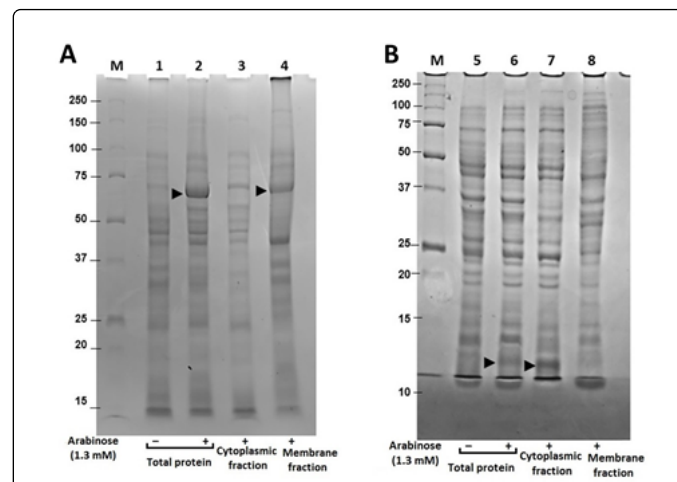 A
M 1 2 3 4
250
150
100
75
50
37
25
20
15
Arabinose − + + +
(1.3 mM) Total protein Cytoplasmic fraction Membrane fraction
B
M 5 6 7 8
250
100
75
50
37
25
20
15
10
Arabinose − + + +
(1.3 mM) Total protein Cytoplasmic fraction Membrane fraction